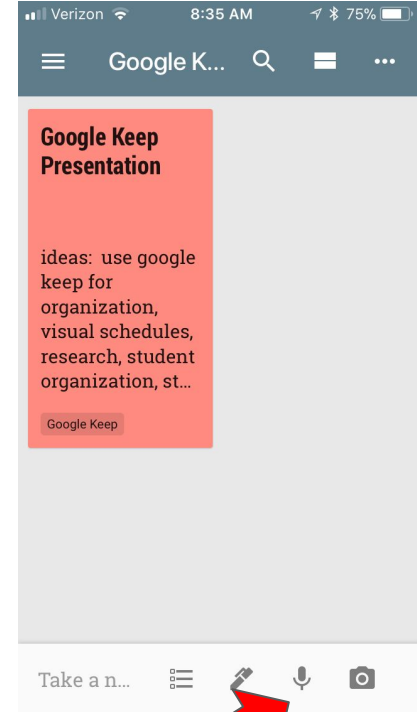 Verizon 8:35 AM 75%
Google K...
Google Keep
Presentation
ideas: use google
keep for
organization,
visual schedules,
research, student
organization, st...
Google Keep
Take a n...